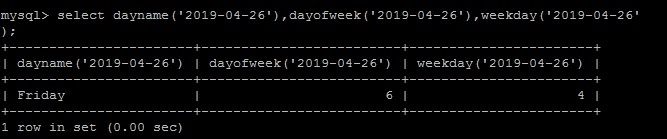 mysql> select dayname('2019-04-26'),dayofweek('2019-04-26'),weekday('2019-04-26'
);
+-----------------------+-------------------------+-----------------------+
| dayname('2019-04-26') | dayofweek('2019-04-26') | weekday('2019-04-26') |
+-----------------------+-------------------------+-----------------------+
| Friday                |                       6 |                     4 |
+-----------------------+-------------------------+-----------------------+
1 row in set (0.00 sec)